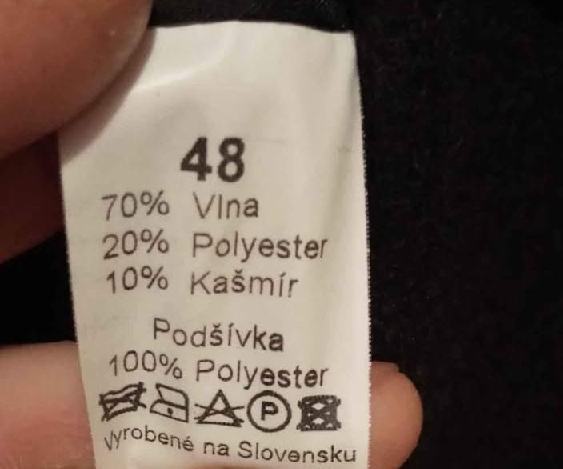 48
70% Vlna
20% Polyester
10% Kašmír
Podšívka
100% Polyester
P
Vyrobené na Slovensku